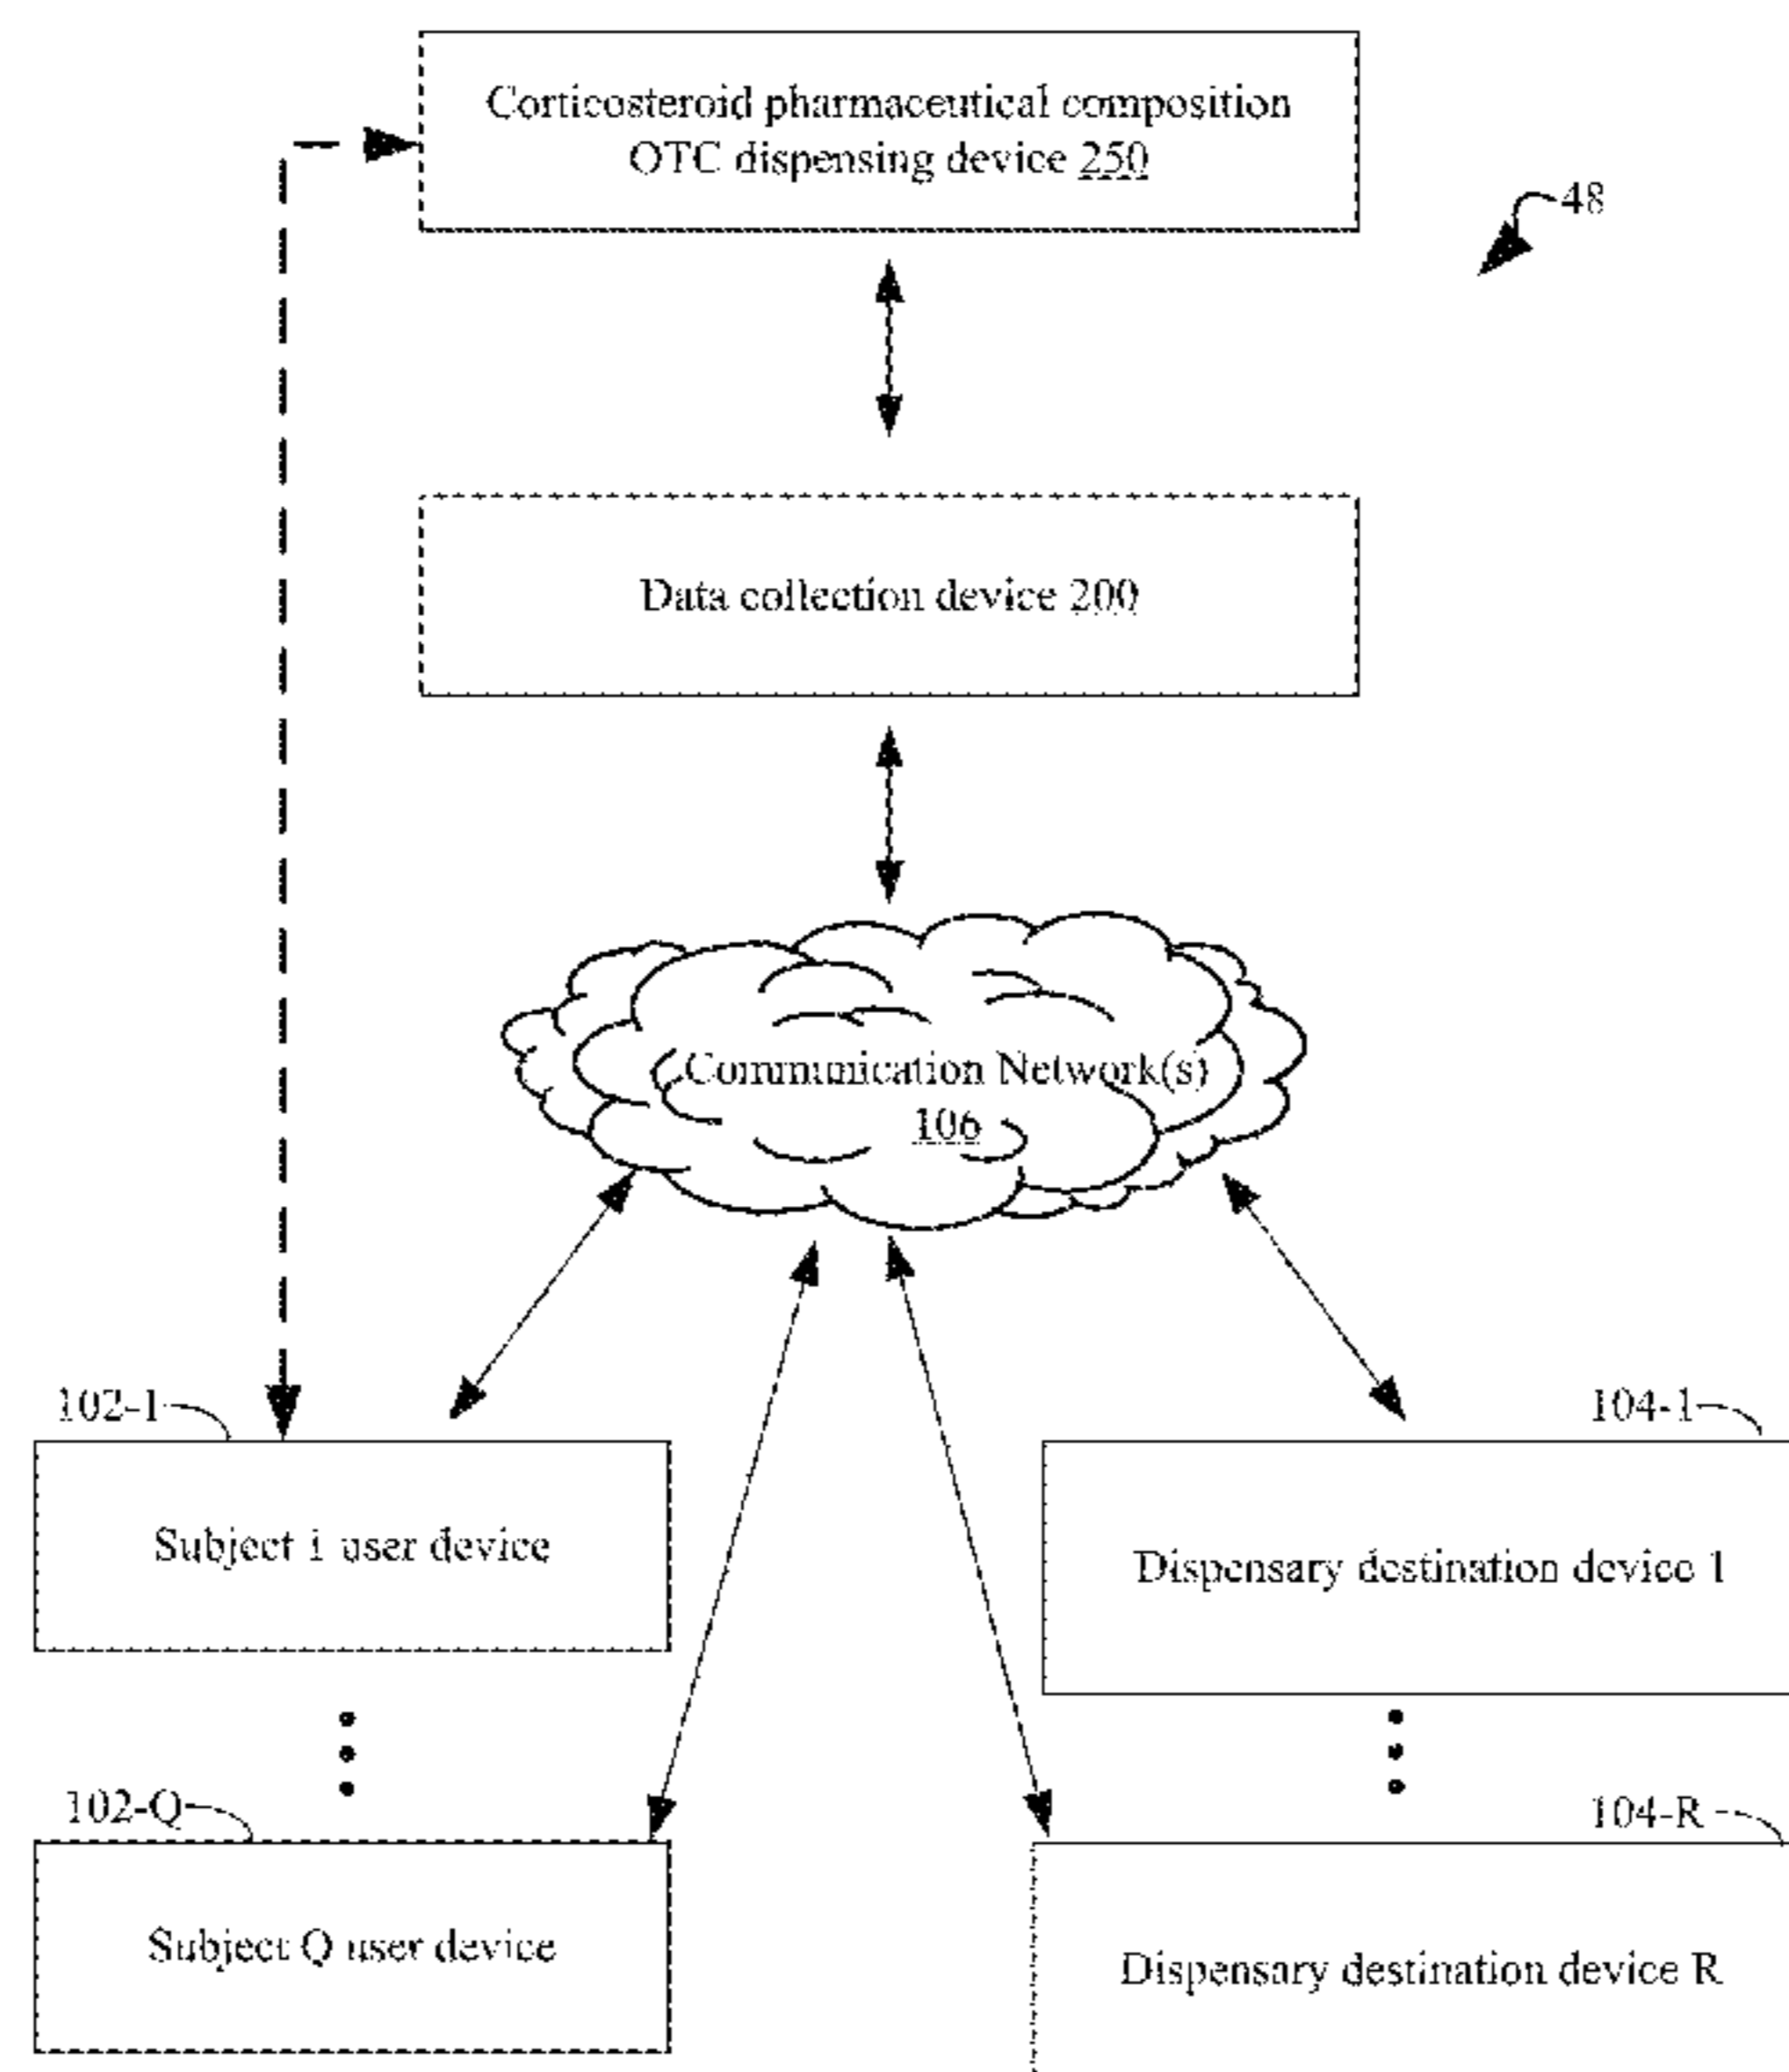 Corticosteroid pharmaceutical composition
OTC dispensing device 250
48
Data collection device 200
Communication Network(s)
106
102-1
104-1
Subject 1 user device
Dispensary destination device 1
102-Q
104-R
Subject Q user device
Dispensary destination device R